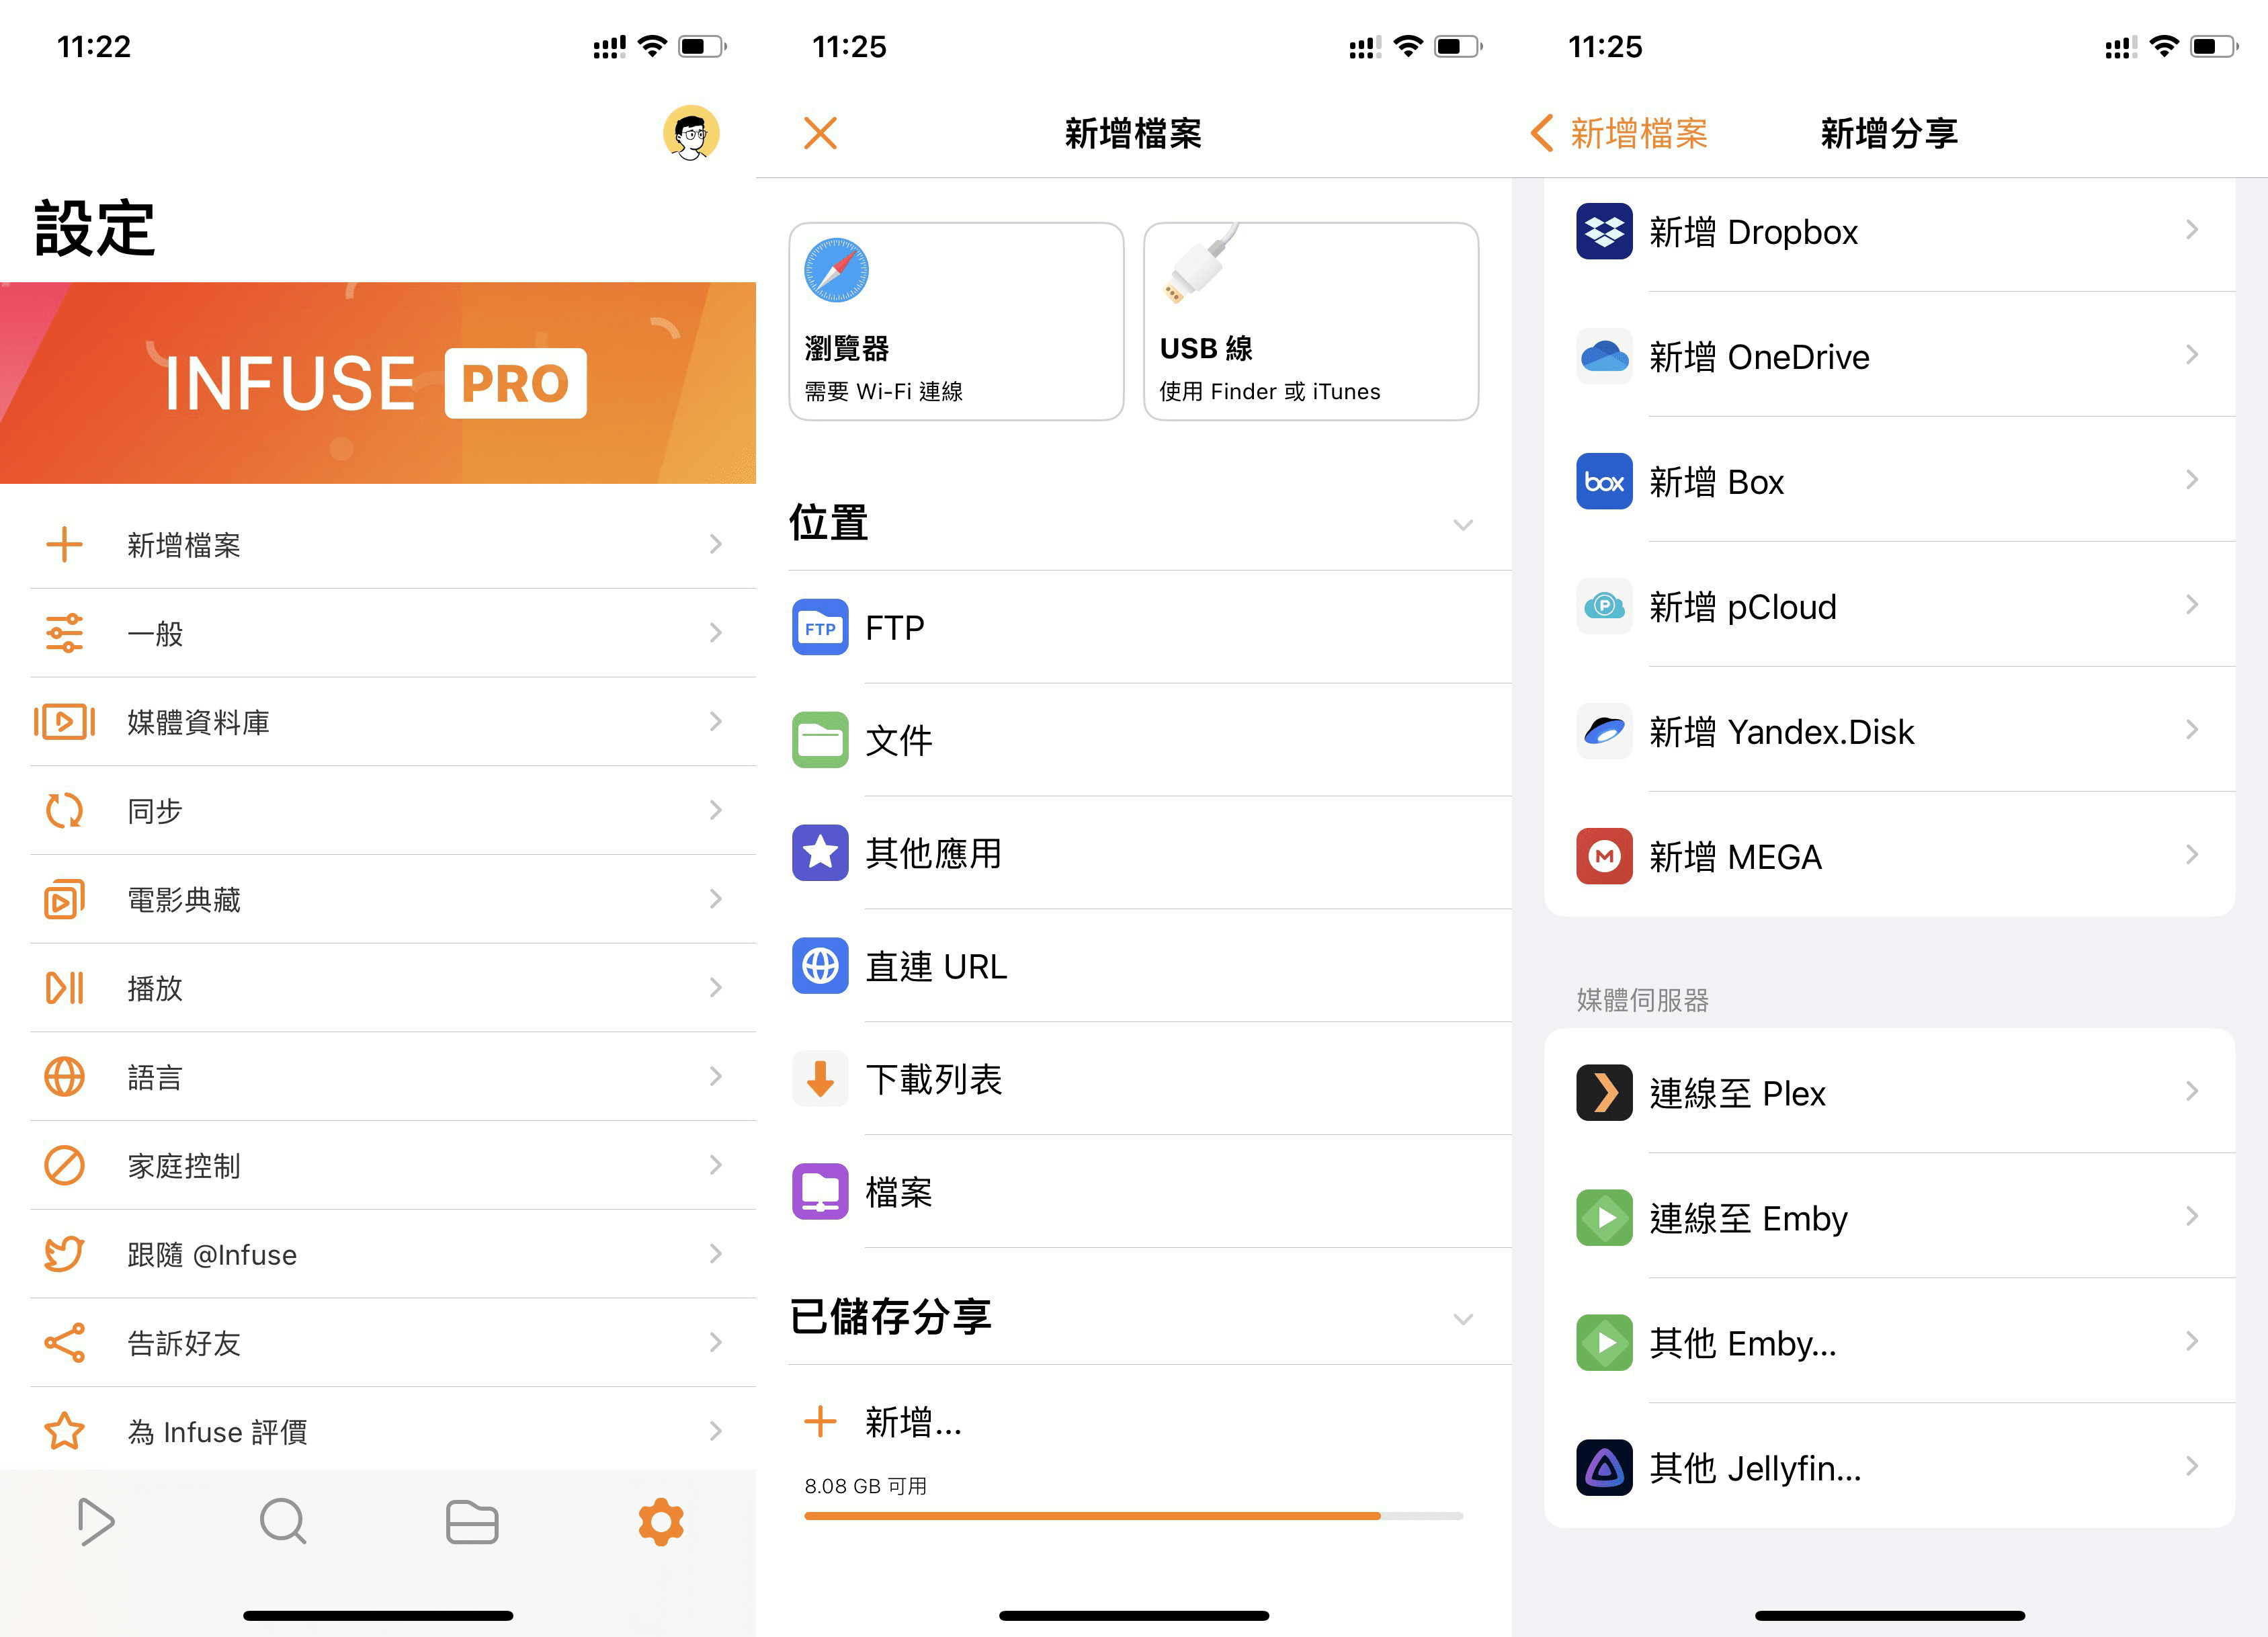 11:22
設定
INFUSE PRO
新增檔案
一般
媒體資料庫
同步
電影典藏
播放
語言
家庭控制
跟隨 @Infuse
告訴好友
為 Infuse 評價
11:25
新增檔案
瀏覽器
需要 Wi-Fi 連線
USB 線
使用 Finder 或 iTunes
位置
FTP
FTP
文件
其他應用
直連 URL
下載列表
檔案
已儲存分享
新增...
8.08 GB 可用
11:25
新增檔案
新增分享
新增 Dropbox
新增 OneDrive
box
新增 Box
P
新增 pCloud
新增 Yandex.Disk
M
新增 MEGA
媒體伺服器
連線至 Plex
連線至 Emby
其他 Emby...
其他 Jellyfin...